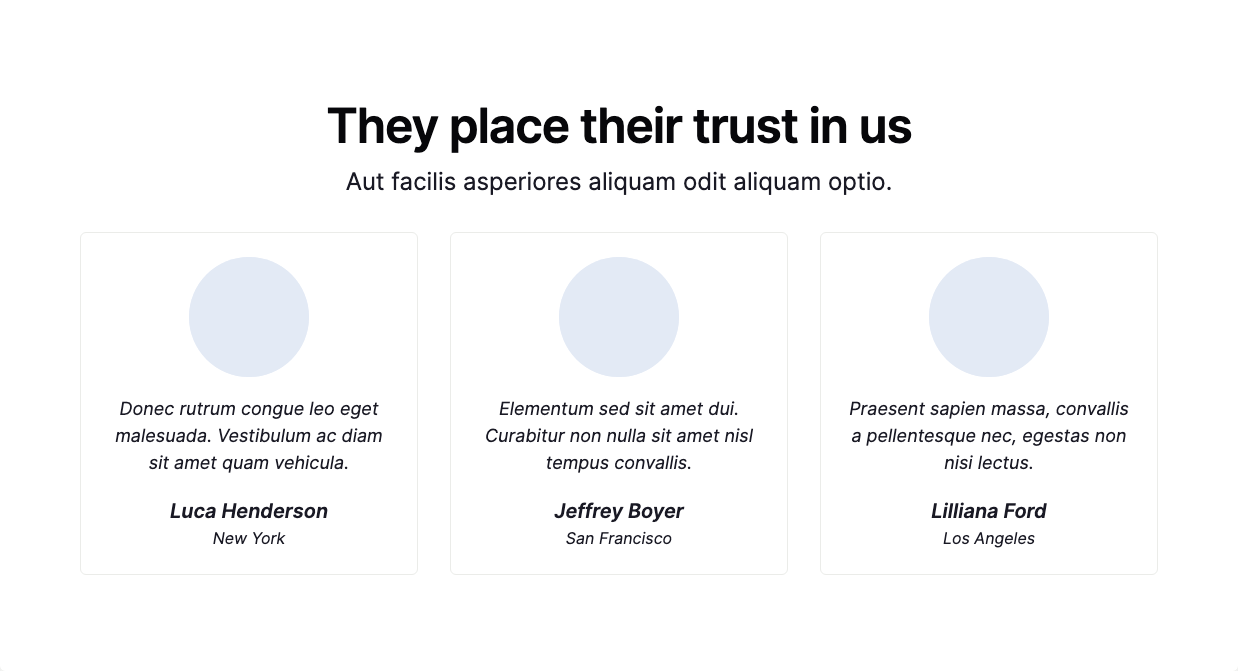 They place their trust in us
Aut facilis asperiores aliquam odit aliquam optio.
Donec rutrum congue leo eget
malesuada. Vestibulum ac diam
sit amet quam vehicula.
Luca Henderson
New York
Elementum sed sit amet dui.
Curabitur non nulla sit amet nisl
tempus convallis.
Jeffrey Boyer
San Francisco
Praesent sapien massa, convallis
a pellentesque nec, egestas non
nisi lectus.
Lilliana Ford
Los Angeles